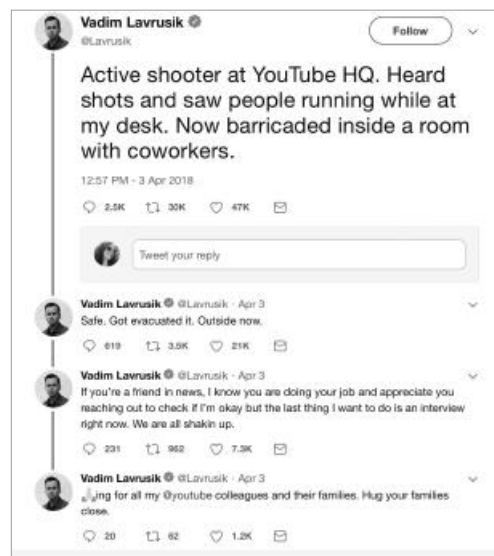 Vadim Lavrusik
@Lavrusik
Follow
Active shooter at YouTube HQ. Heard
shots and saw people running while at
my desk. Now barricaded inside a room
with coworkers.
12:57 PM - 3 Apr 2018
2.5K 30K 47K
Tweet your reply
Vadim Lavrusik @Lavrusik · Apr 3
Safe. Got evacuated it. Outside now.
619 3.5K 21K
Vadim Lavrusik @Lavrusik · Apr 3
If you're a friend in news, I know you are doing your job and appreciate you
reaching out to check if I'm okay but the last thing I want to do is an interview
right now. We are all shakin up.
231 962 7.3K
Vadim Lavrusik @Lavrusik · Apr 3
🙏ing for all my @youtube colleagues and their families. Hug your families
close.
20 62 1.2K